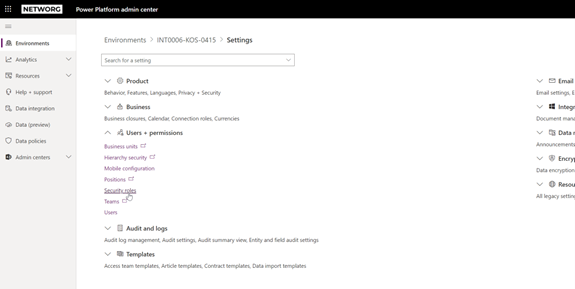 NETWORG Power Platform admin center
Environments
Analytics
Resources
Help + support
Data integration
Data (preview)
Data policies
Admin centers
Environments > INT0006-KOS-0415 > Settings
Search for a setting
Product
Behavior, Features, Languages, Privacy + Security
Business
Business closures, Calendar, Connection roles, Currencies
Users + permissions
Business units
Hierarchy security
Mobile configuration
Positions
Security roles
Teams
Users
Audit and logs
Audit log management, Audit settings, Audit summary view, Entity and field audit settings
Templates
Access team templates, Article templates, Contract templates, Data import templates
Email
Email settings, E
Integr
Document mana
Data m
Announcements
Encryp
Data encryption
Resou
All legacy setting